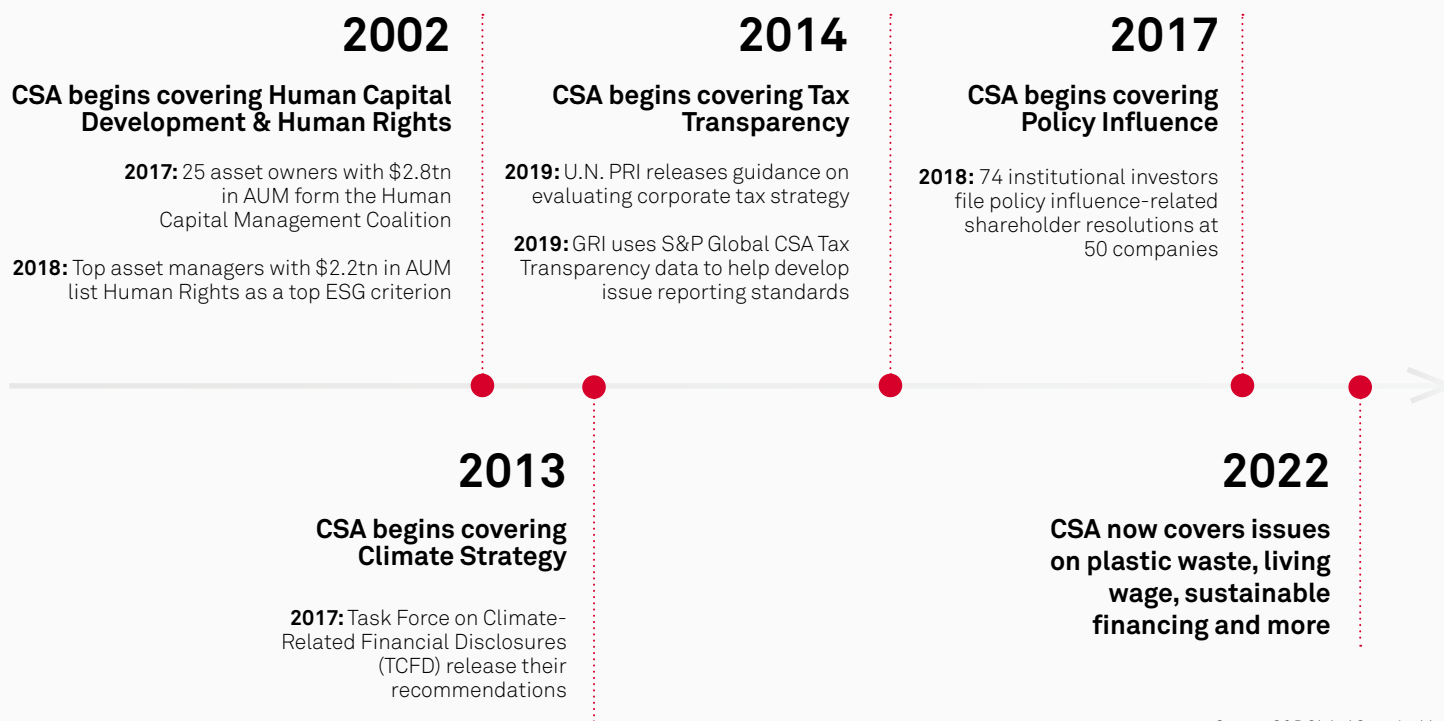 2002
CSA begins covering Human Capital
Development & Human Rights
2017: 25 asset owners with $2.8tn
in AUM form the Human
Capital Management Coalition
2018: Top asset managers with $2.2tn in AUM
list Human Rights as a top ESG criterion
2014
CSA begins covering Tax
Transparency
2019: U.N. PRI releases guidance on
evaluating corporate tax strategy
2019: GRI uses S&P Global CSA Tax
Transparency data to help develop
issue reporting standards
2017
CSA begins covering
Policy Influence
2018: 74 institutional investors
file policy influence-related
shareholder resolutions at
50 companies
2013
CSA begins covering
Climate Strategy
2017: Task Force on Climate-
Related Financial Disclosures
(TCFD) release their
recommendations
2022
CSA now covers issues
on plastic waste, living
wage, sustainable
financing and more